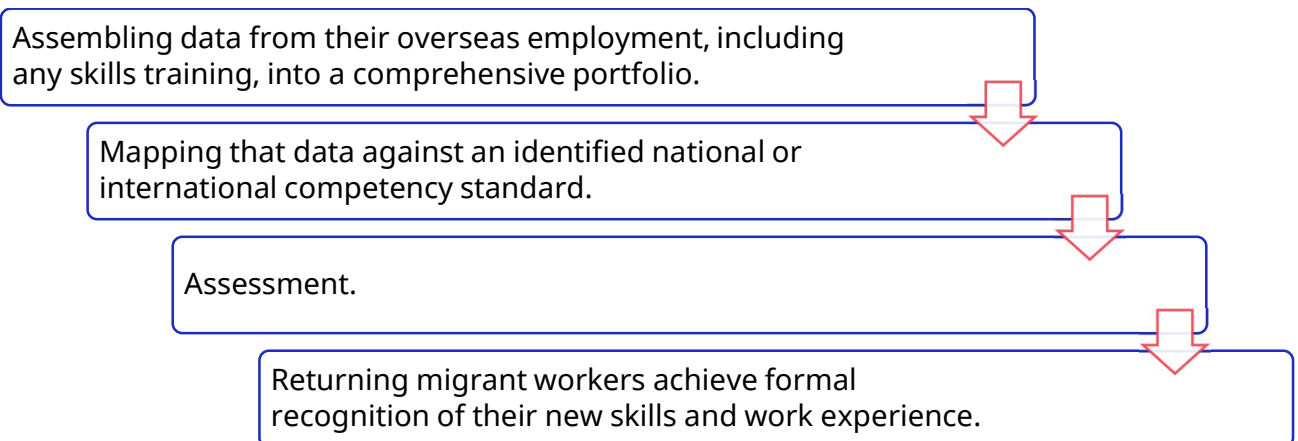 Assembling data from their overseas employment, including
any skills training, into a comprehensive portfolio.
Mapping that data against an identified national or
international competency standard.
Assessment.
Returning migrant workers achieve formal
recognition of their new skills and work experience.